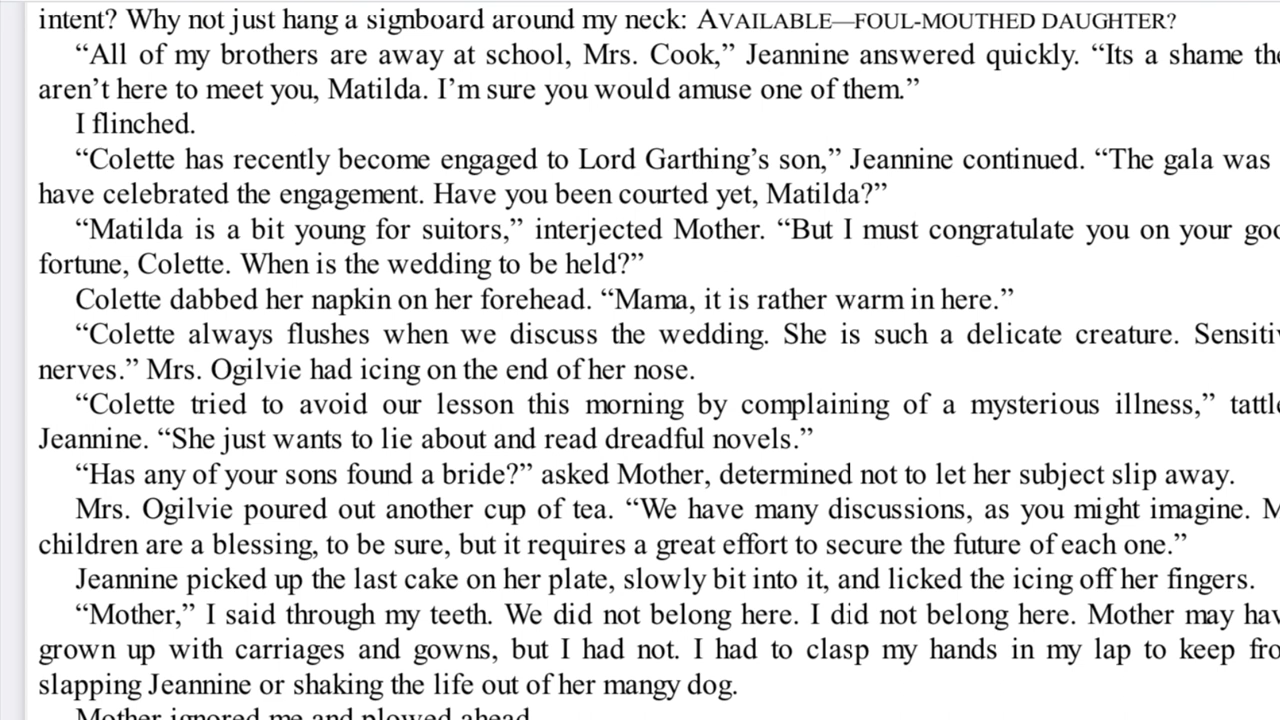 intent? Why not just hang a signboard around my neck: AVAILABLE—FOUL-MOUTHED DAUGHTER?
“All of my brothers are away at school, Mrs. Cook,” Jeannine answered quickly. “Its a shame
aren’t here to meet you, Matilda. I’m sure you would amuse one of them.”
I flinched.
“Colette has recently become engaged to Lord Garthing’s son,” Jeannine continued. “The gala was
have celebrated the engagement. Have you been courted yet, Matilda?”
“Matilda is a bit young for suitors,” interjected Mother. “But I must congratulate you on your
fortune, Colette. When is the wedding to be held?”
Colette dabbed her napkin on her forehead. “Mama, it is rather warm in here.”
“Colette always flushes when we discuss the wedding. She is such a delicate creature.
nerves.” Mrs. Ogilvie had icing on the end of her nose.
“Colette tried to avoid our lesson this morning by complaining of a mysterious illness,”
Jeannine. “She just wants to lie about and read dreadful novels.”
“Has any of your sons found a bride?” asked Mother, determined not to let her subject slip away.
Mrs. Ogilvie poured out another cup of tea. “We have many discussions, as you might imagine.
children are a blessing, to be sure, but it requires a great effort to secure the future of each one.”
Jeannine picked up the last cake on her plate, slowly bit into it, and licked the icing off her fingers.
“Mother,” I said through my teeth. We did not belong here. I did not belong here. Mother may
grown up with carriages and gowns, but I had not. I had to clasp my hands in my lap to keep
slapping Jeannine or shaking the life out of her mangy dog.
Mother ignored me and plowed ahead.